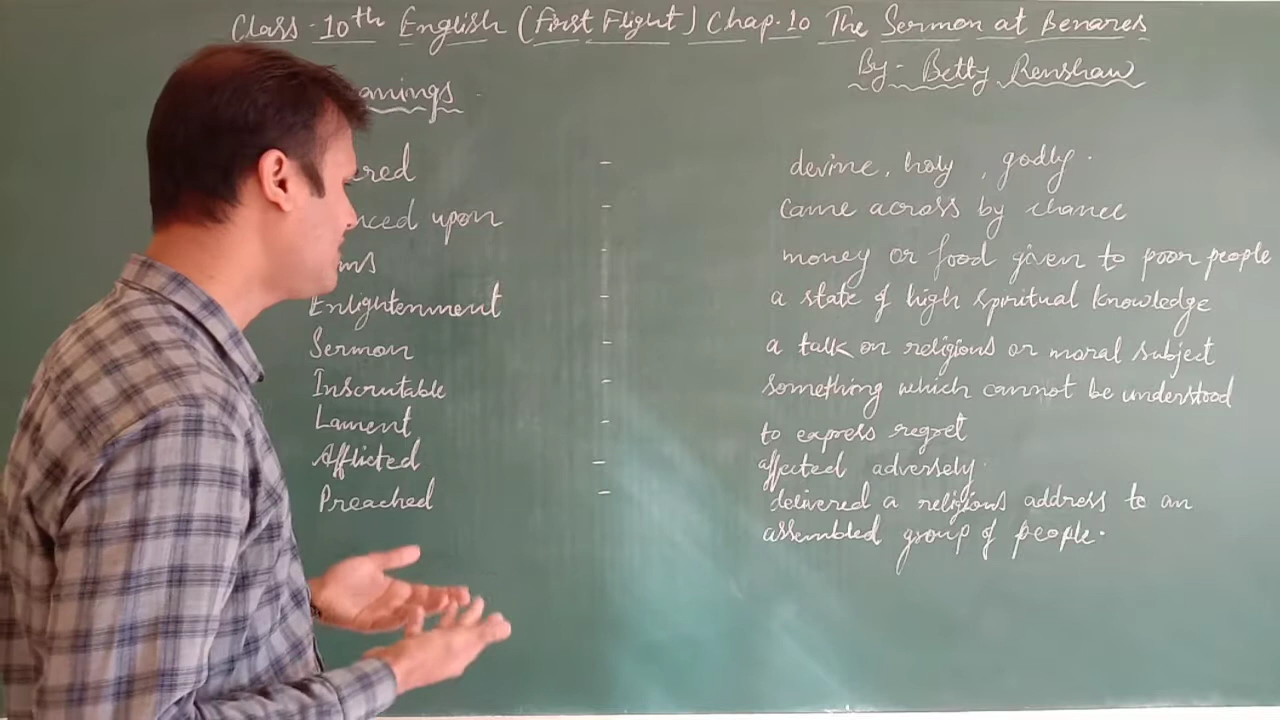 Class-10th English (First Flight) Chap.10 The Sermon at Benares
By- Betty Renshaw
anings
red - devine, holy, godly.
nced upon - Came across by chance
ms - money or food given to poor people
Enlightenment - a state of high spiritual knowledge
Sermon - a talk on religious or moral subject
Inscrutable - something which cannot be understood
Lament - to express regret
Afflicted - affected adversely.
Preached - delivered a religious address to an
assembled group of people.